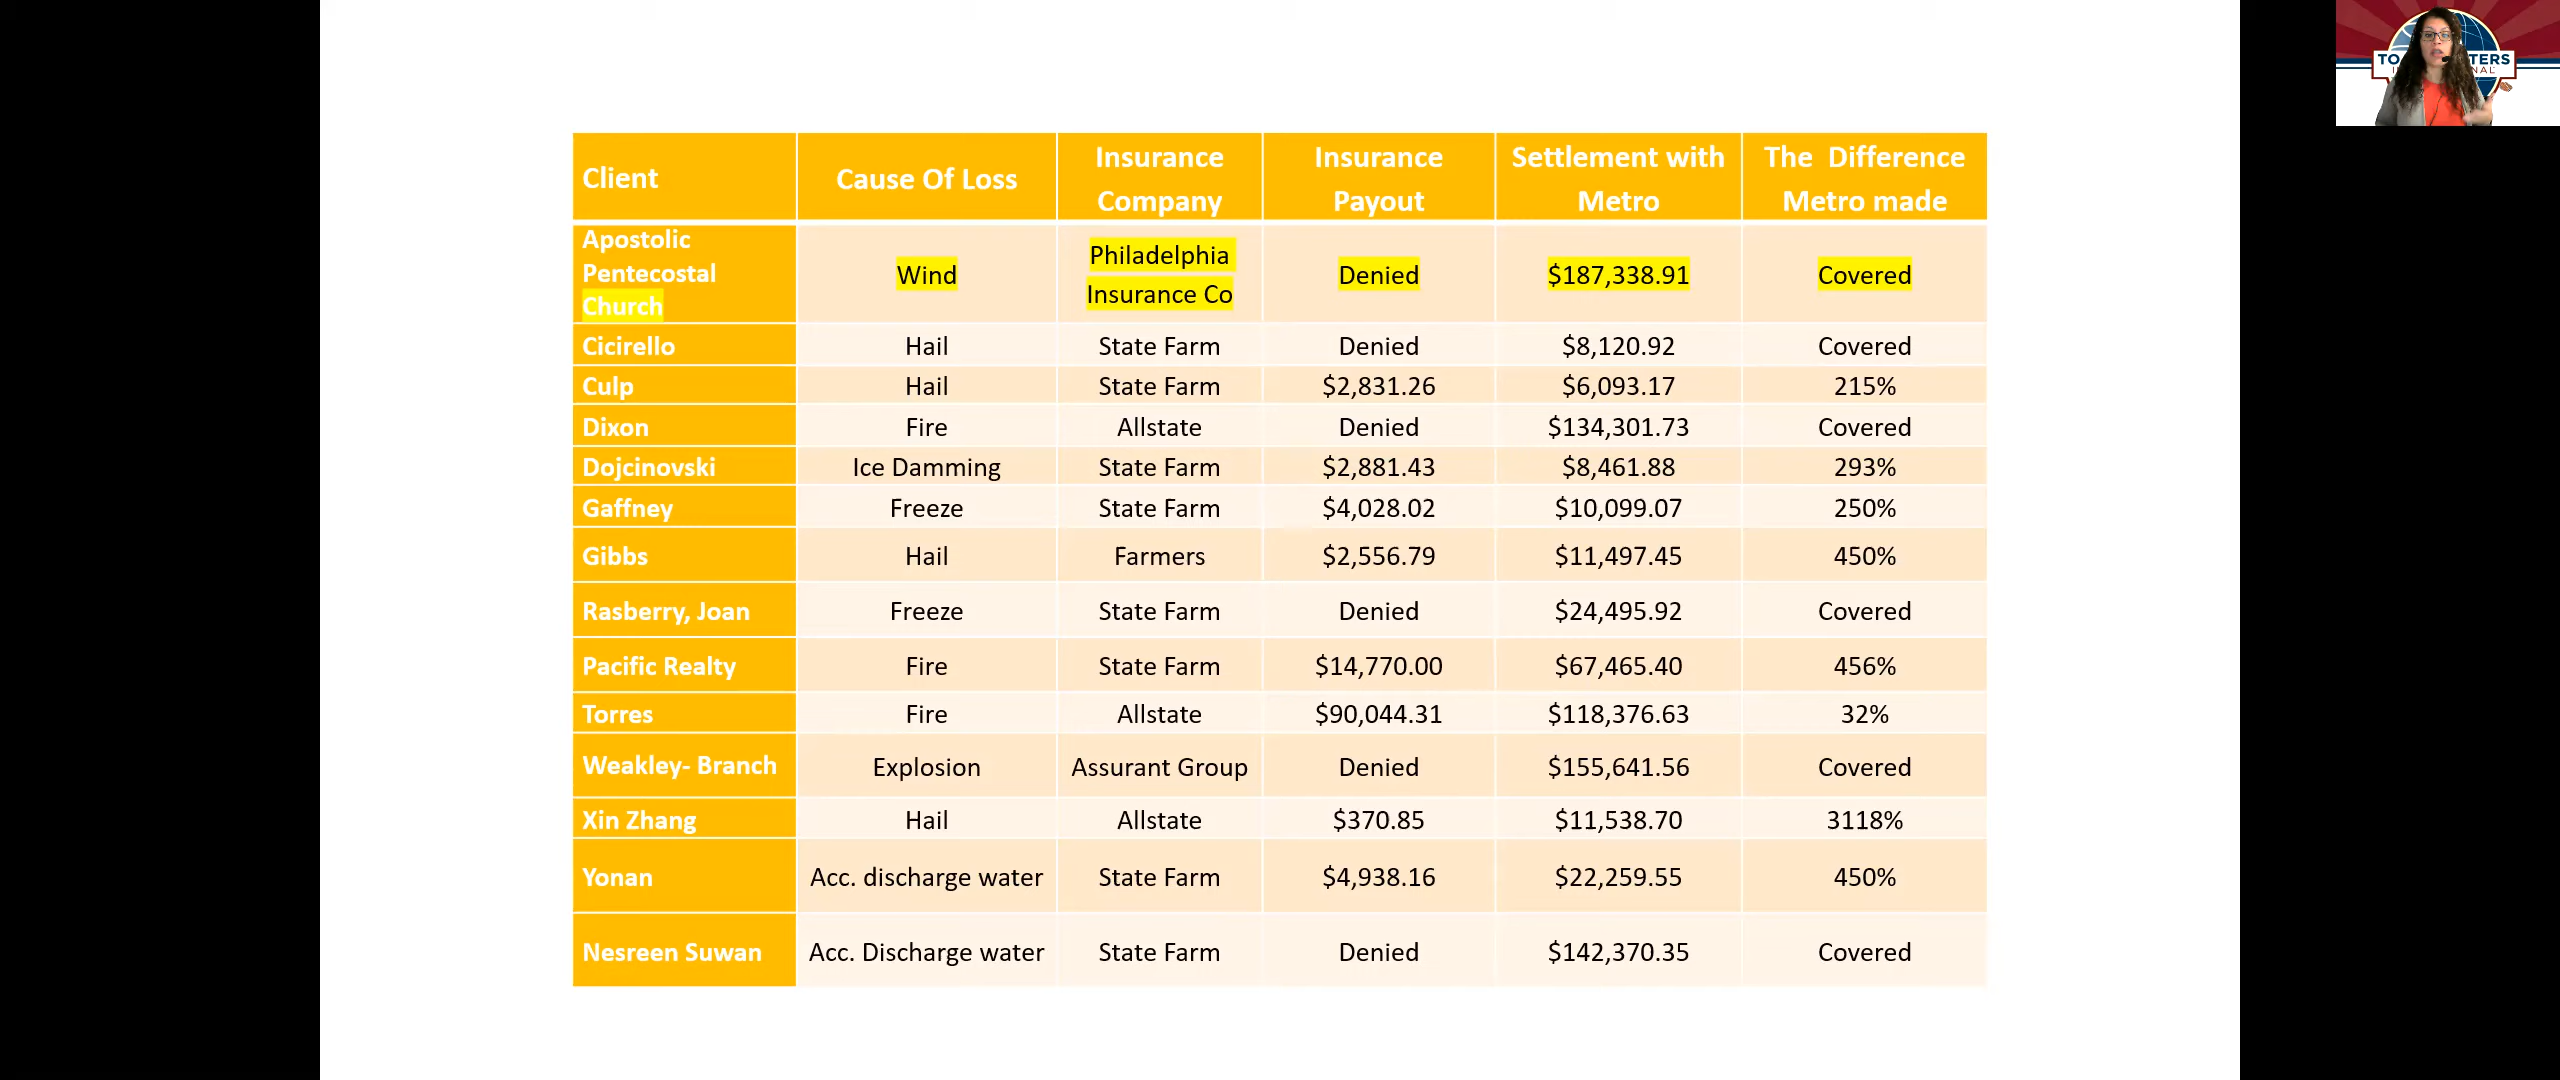 Client Cause Of Loss Insurance Company Insurance Payout Settlement with Metro The  Difference Metro made
Apostolic Pentecostal Church Wind Philadelphia Insurance Co Denied $187,338.91 Covered
Cicirello Hail State Farm Denied $8,120.92 Covered
Culp Hail State Farm $2,831.26 $6,093.17 215%
Dixon Fire Allstate Denied $134,301.73 Covered
Dojcinovski Ice Damming State Farm $2,881.43 $8,461.88 293%
Gaffney Freeze State Farm $4,028.02 $10,099.07 250%
Gibbs Hail Farmers $2,556.79 $11,497.45 450%
Rasberry, Joan Freeze State Farm Denied $24,495.92 Covered
Pacific Realty Fire State Farm $14,770.00 $67,465.40 456%
Torres Fire Allstate $90,044.31 $118,376.63 32%
Weakley- Branch Explosion Assurant Group Denied $155,641.56 Covered
Xin Zhang Hail Allstate $370.85 $11,538.70 3118%
Yonan Acc. discharge water State Farm $4,938.16 $22,259.55 450%
Nesreen Suwan Acc. Discharge water State Farm Denied $142,370.35 Covered